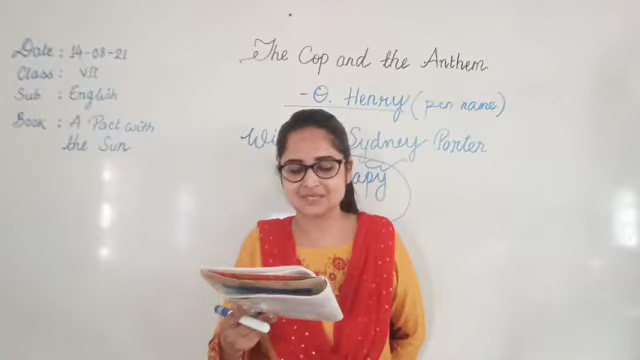 Date : 14-08-21
Class : VII
Sub : English
Book : A Pact with
the Sun
The Cop and the Anthem
- O. Henry (pen name)
Sydney Porter